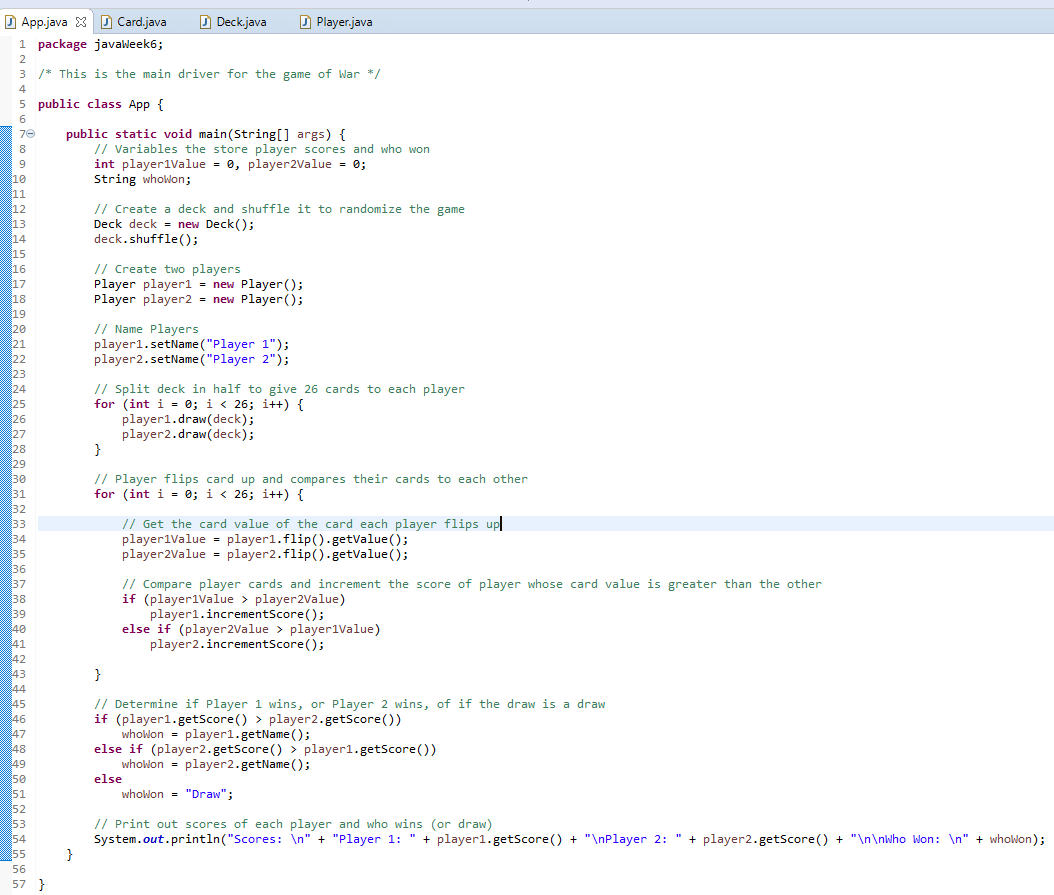 App.java Card.java Deck.java Player.java
1 package javaWeek6;
2
3 /* This is the main driver for the game of War */
4
5 public class App {
6
7 public static void main(String[] args) {
8 // Variables the store player scores and who won
9 int player1Value = 0, player2Value = 0;
10 String whoWon;
11
12 // Create a deck and shuffle it to randomize the game
13 Deck deck = new Deck();
14 deck.shuffle();
15
16 // Create two players
17 Player player1 = new Player();
18 Player player2 = new Player();
19
20 // Name Players
21 player1.setName("Player 1");
22 player2.setName("Player 2");
23
24 // Split deck in half to give 26 cards to each player
25 for (int i = 0; i < 26; i++) {
26 player1.draw(deck);
27 player2.draw(deck);
28 }
29
30 // Player flips card up and compares their cards to each other
31 for (int i = 0; i < 26; i++) {
32
33 // Get the card value of the card each player flips up
34 player1Value = player1.flip().getValue();
35 player2Value = player2.flip().getValue();
36
37 // Compare player cards and increment the score of player whose card value is greater than the other
38 if (player1Value > player2Value)
39 player1.incrementScore();
40 else if (player2Value > player1Value)
41 player2.incrementScore();
42
43 }
44
45 // Determine if Player 1 wins, or Player 2 wins, of if the draw is a draw
46 if (player1.getScore() > player2.getScore())
47 whoWon = player1.getName();
48 else if (player2.getScore() > player1.getScore())
49 whoWon = player2.getName();
50 else
51 whoWon = "Draw";
52
53 // Print out scores of each player and who wins (or draw)
54 System.out.println("Scores: \n" + "Player 1: " + player1.getScore() + "\nPlayer 2: " + player2.getScore() + "\n\nWho Won: \n" + whoWon);
55 }
56
57 }